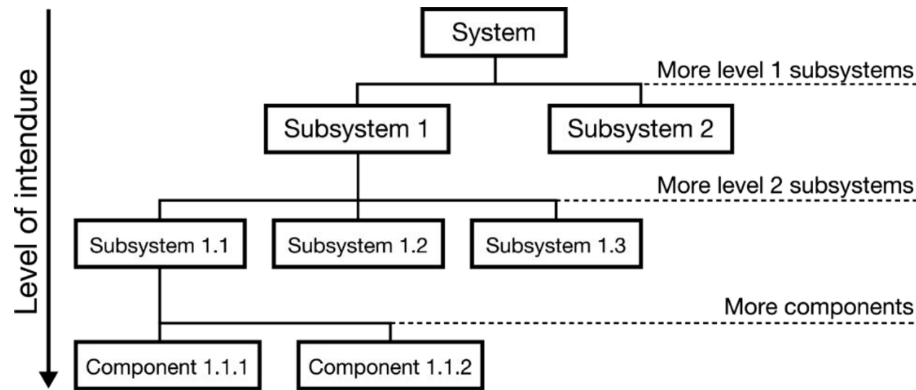 System
More level 1 subsystems
Subsystem 1
Subsystem 2
More level 2 subsystems
Subsystem 1.1
Subsystem 1.2
Subsystem 1.3
More components
Component 1.1.1
Component 1.1.2
Level of intendure